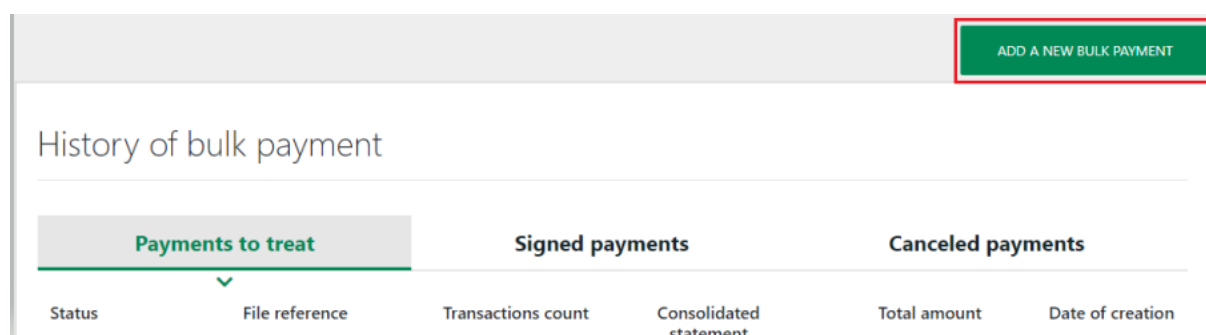 ADD A NEW BULK PAYMENT
History of bulk payment
Payments to treat Signed payments Canceled payments
Status File reference Transactions count Consolidated statement Total amount Date of creation